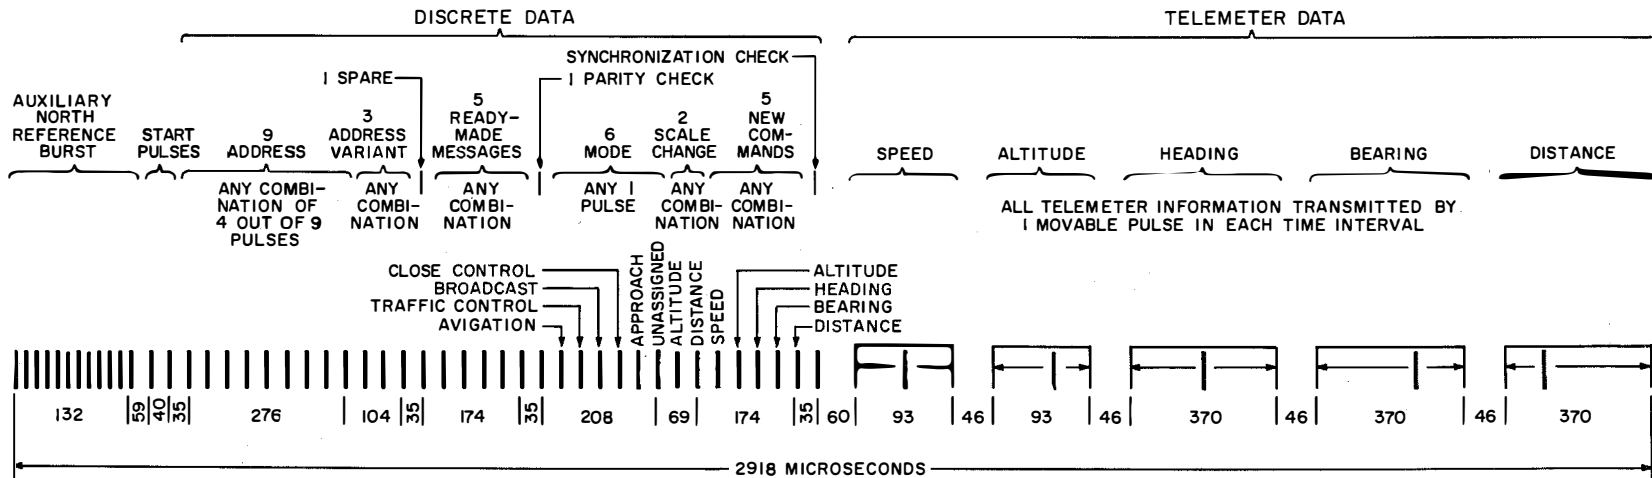 DISCRETE DATA
TELEMETER DATA
SYNCHRONIZATION CHECK
1 SPARE
1 PARITY CHECK
AUXILIARY
NORTH
REFERENCE
BURST
START
PULSES
9
ADDRESS
3
ADDRESS
VARIANT
5
READY-
MADE
MESSAGES
6
MODE
2
SCALE
CHANGE
5
NEW
COM-
MANDS
SPEED
ALTITUDE
HEADING
BEARING
DISTANCE
ANY COMBI-
NATION OF
4 OUT OF 9
PULSES
ANY
COMBI-
NATION
ANY
COMBI-
NATION
ANY 1
PULSE
ANY
COMBI-
NATION
ANY
COMBI-
NATION
ALL TELEMETER INFORMATION TRANSMITTED BY
1 MOVABLE PULSE IN EACH TIME INTERVAL
CLOSE CONTROL
BROADCAST
TRAFFIC CONTROL
AVIGATION
APPROACH
UNASSIGNED
ALTITUDE
DISTANCE
SPEED
ALTITUDE
HEADING
BEARING
DISTANCE
132 59 40 35 276 104 35 174 35 208 69 174 35 60 93 46 93 46 370 46 370 46 370
2918 MICROSECONDS